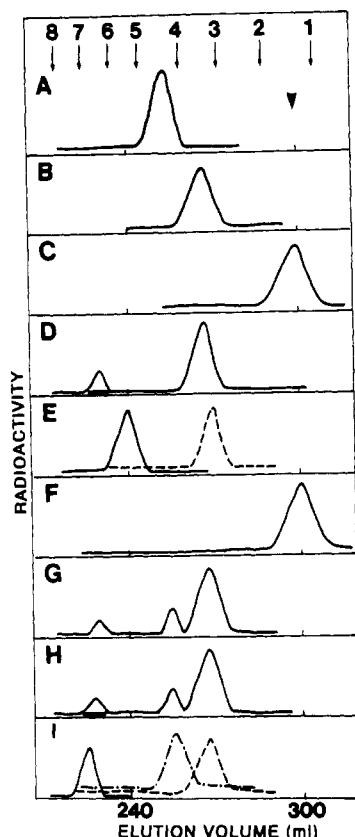 8 7 6 5 4 3 2 1
A
B
C
D
E
F
G
H
I
RADIOACTIVITY
240 300
ELUTION VOLUME (ml)